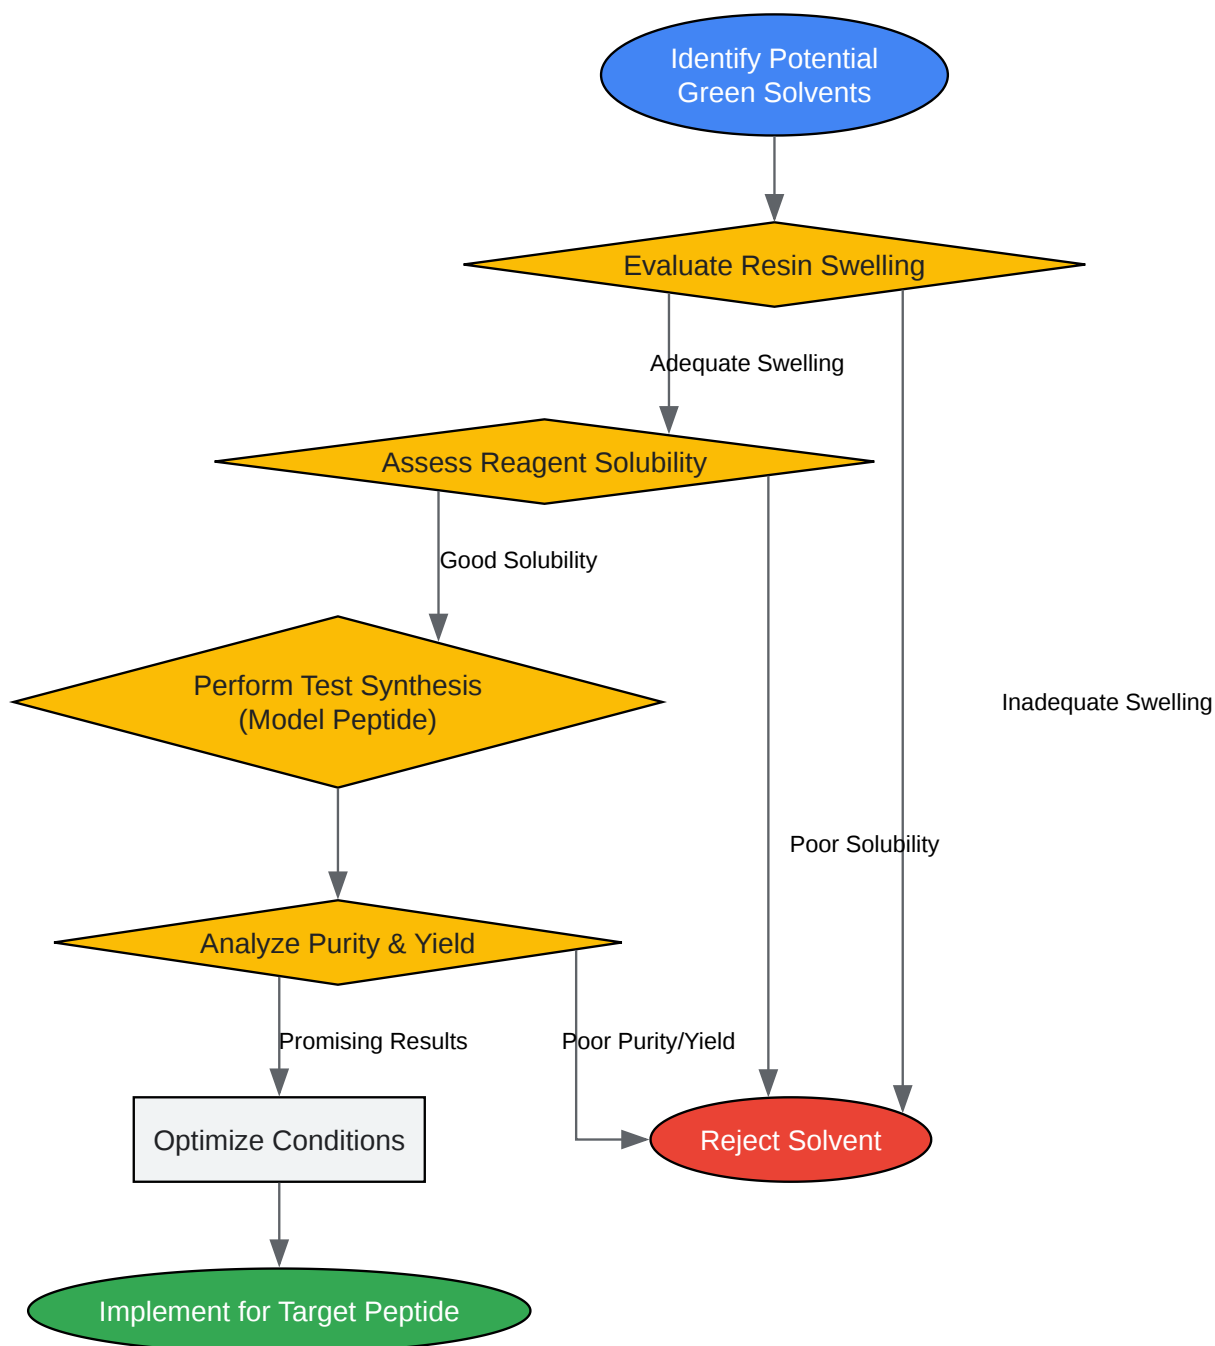 Identify Potential
Green Solvents
Evaluate Resin Swelling
Adequate Swelling
Assess Reagent Solubility
Good Solubility
Perform Test Synthesis
(Model Peptide)
Inadequate Swelling
Poor Solubility
Analyze Purity & Yield
Promising Results
Poor Purity/Yield
Optimize Conditions
Reject Solvent
Implement for Target Peptide